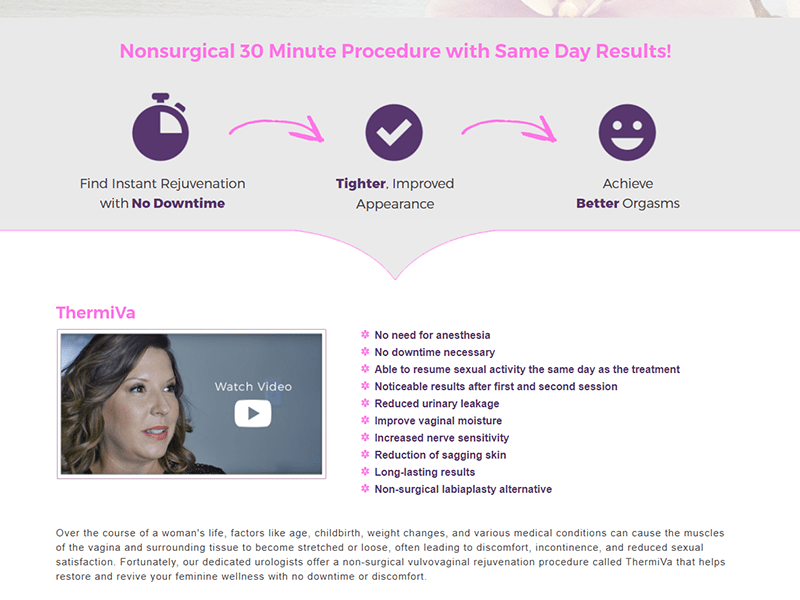 Nonsurgical 30 Minute Procedure with Same Day Results!
Find Instant Rejuvenation
with No Downtime
Tighter, Improved
Appearance
Achieve
Better Orgasms
ThermiVa
Watch Video
No need for anesthesia
No downtime necessary
Able to resume sexual activity the same day as the treatment
Noticeable results after first and second session
Reduced urinary leakage
Improve vaginal moisture
Increased nerve sensitivity
Reduction of sagging skin
Long-lasting results
Non-surgical labiaplasty alternative
Over the course of a woman's life, factors like age, childbirth, weight changes, and various medical conditions can cause the muscles
of the vagina and surrounding tissue to become stretched or loose, often leading to discomfort, incontinence, and reduced sexual
satisfaction. Fortunately, our dedicated urologists offer a non-surgical vulvovaginal rejuvenation procedure called ThermiVa that helps
restore and revive your feminine wellness with no downtime or discomfort.